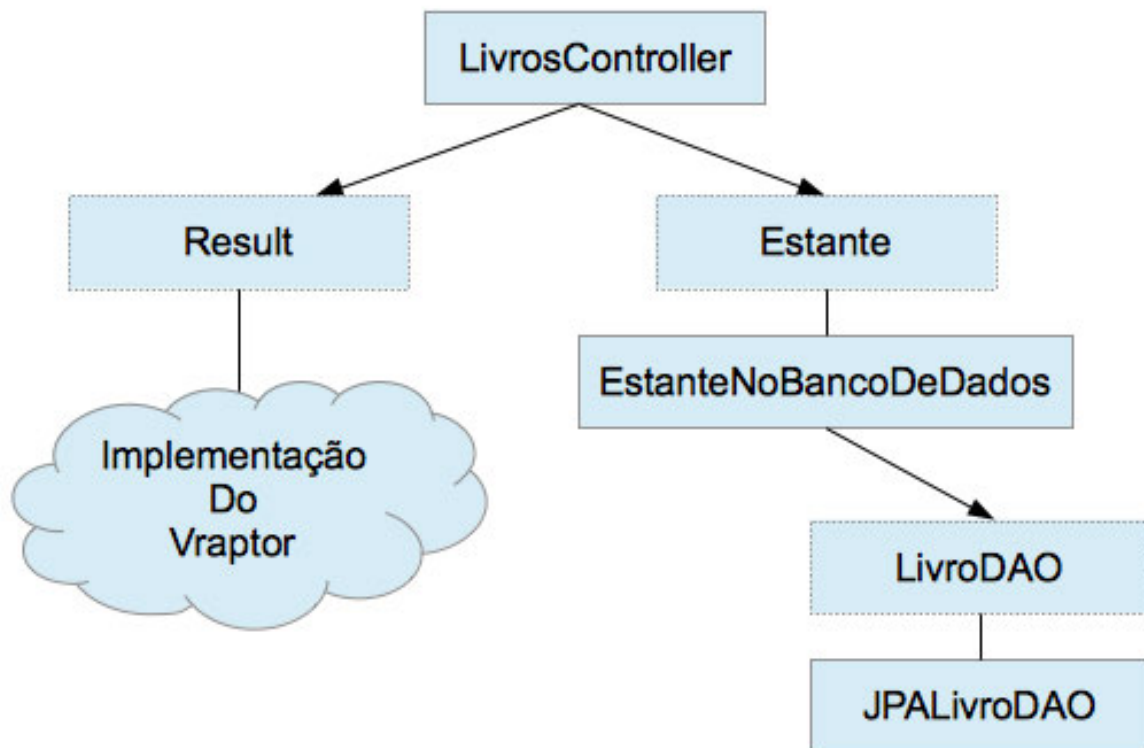 LivrosController
Result
Estante
EstanteNoBancoDeDados
Implementação
Do
Vraptor
LivroDAO
JPALivroDAO